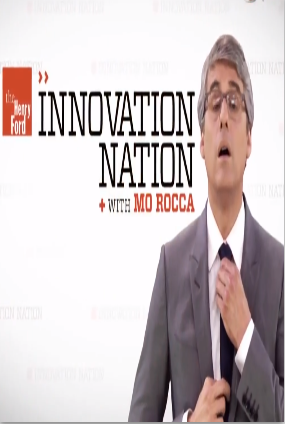 the
Henry
Ford
INNOVATION
NATION
+ WITH MO ROCCA